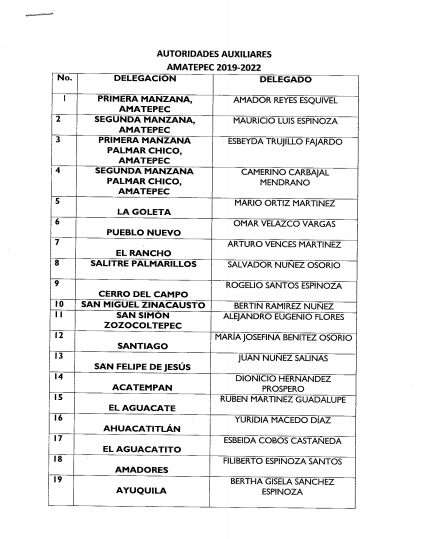 AUTORIDADES AUXILIARES
AMATEPEC 2019-2022
No. DELEGACIÓN DELEGADO
1 PRIMERA MANZANA, AMADOR REYES ESQUIVEL
AMATEPEC
2 SEGUNDA MANZANA, MAURICIO LUIS ESPINOZA
AMATEPEC
3 PRIMERA MANZANA ESBEYDA TRUJILLO FAJARDO
PALMAR CHICO,
AMATEPEC
4 SEGUNDA MANZANA CAMERINO CARBAJAL
PALMAR CHICO, MENDRANO
AMATEPEC
5 MARIO ORTIZ MARTINEZ
LA GOLETA
6 OMAR VELAZCO VARGAS
PUEBLO NUEVO
7 ARTURO VENCES MARTINEZ
EL RANCHO
8 SALITRE PALMARILLOS SALVADOR NUÑEZ OSORIO
9 ROGELIO SANTOS ESPINOZA
CERRO DEL CAMPO
10 SAN MIGUEL ZINACAUSTO BERTIN RAMIREZ NUÑEZ
11 SAN SIMÓN ALEJANDRO EUGENIO FLORES
ZOZOCOLTEPEC
12 MARÍA JOSEFINA BENITEZ OSORIO
SANTIAGO
13 JUAN NUÑEZ SALINAS
SAN FELIPE DE JESÚS
14 DIONICIO HERNANDEZ
ACATEMPAN PROSPERO
15 RUBEN MARTINEZ GUADALUPE
EL AGUACATE
16 YURIDIA MACEDO DÍAZ
AHUACATITLÁN
17 ESBEIDA COBOS CASTAÑEDA
EL AGUACATITO
18 FILIBERTO ESPINOZA SANTOS
AMADORES
19 BERTHA GISELA SANCHEZ
AYUQUILA ESPINOZA